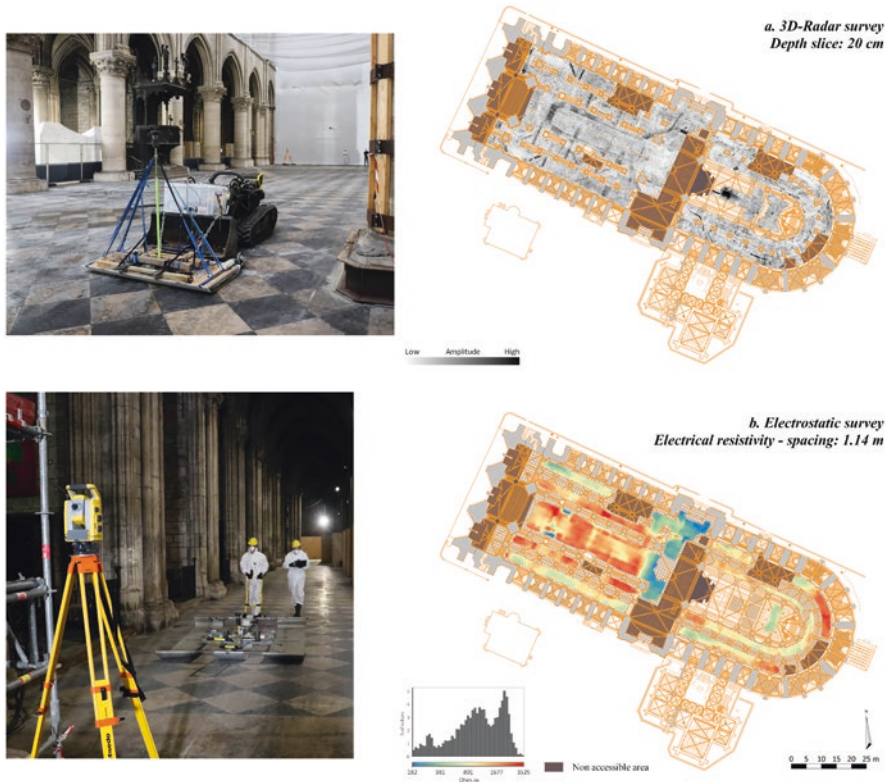 a. 3D-Radar survey
Depth slice: 20 cm
Low Amplitude High
b. Electrostatic survey
Electrical resistivity - spacing: 1.14 m
Non accessible area
0 5 10 15 20 25 m